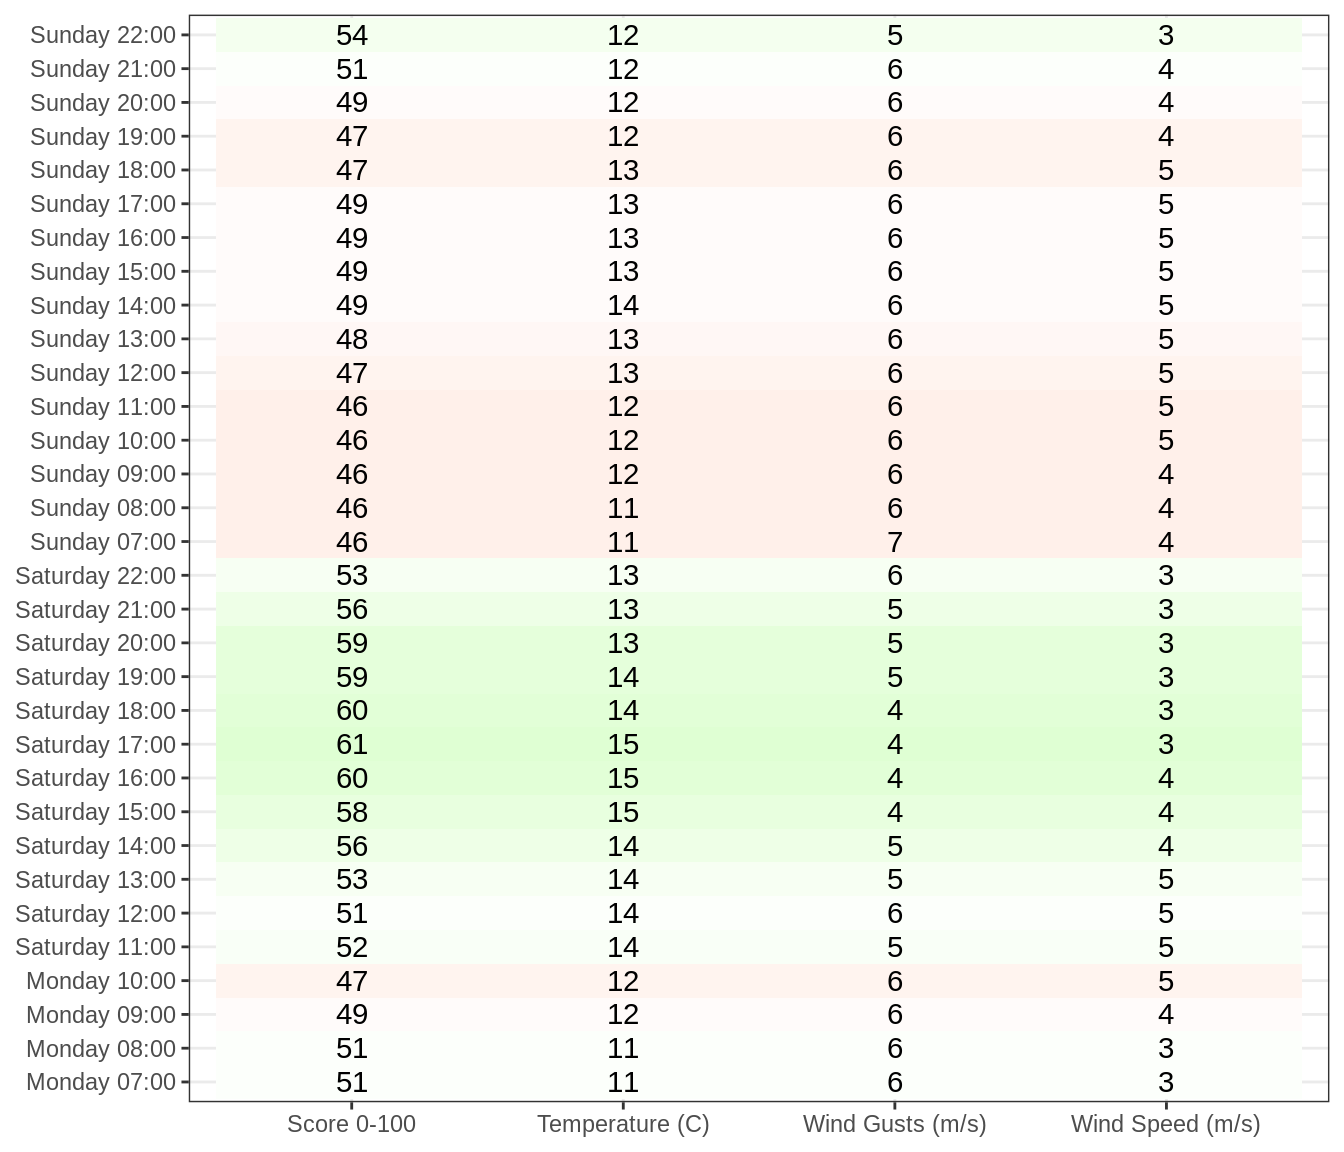 Sunday 22:00 54 12 5 3
Sunday 21:00 51 12 6 4
Sunday 20:00 49 12 6 4
Sunday 19:00 47 12 6 4
Sunday 18:00 47 13 6 5
Sunday 17:00 49 13 6 5
Sunday 16:00 49 13 6 5
Sunday 15:00 49 13 6 5
Sunday 14:00 49 14 6 5
Sunday 13:00 48 13 6 5
Sunday 12:00 47 13 6 5
Sunday 11:00 46 12 6 5
Sunday 10:00 46 12 6 5
Sunday 09:00 46 12 6 4
Sunday 08:00 46 11 6 4
Sunday 07:00 46 11 7 4
Saturday 22:00 53 13 6 3
Saturday 21:00 56 13 5 3
Saturday 20:00 59 13 5 3
Saturday 19:00 59 14 5 3
Saturday 18:00 60 14 4 3
Saturday 17:00 61 15 4 3
Saturday 16:00 60 15 4 4
Saturday 15:00 58 15 4 4
Saturday 14:00 56 14 5 4
Saturday 13:00 53 14 5 5
Saturday 12:00 51 14 6 5
Saturday 11:00 52 14 5 5
Monday 10:00 47 12 6 5
Monday 09:00 49 12 6 4
Monday 08:00 51 11 6 3
Monday 07:00 51 11 6 3
Score 0-100 Temperature (C) Wind Gusts (m/s) Wind Speed (m/s)